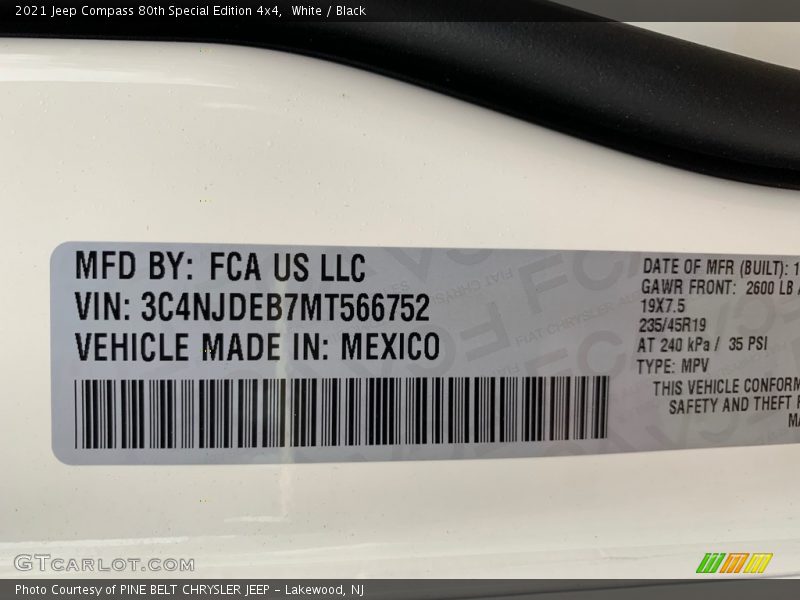 2021 Jeep Compass 80th Special Edition 4x4,  White / Black
MFD BY: FCA US LLC
VIN: 3C4NJDEB7MT566752
VEHICLE MADE IN: MEXICO
DATE OF MFR (BUILT): 1
GAWR FRONT: 2600 LB
19X7.5
235/45R19
AT 240 kPa / 35 PSI
TYPE: MPV
THIS VEHICLE CONFORM
SAFETY AND THEFT
GTCARLOT.COM
Photo Courtesy of PINE BELT CHRYSLER JEEP - Lakewood, NJ